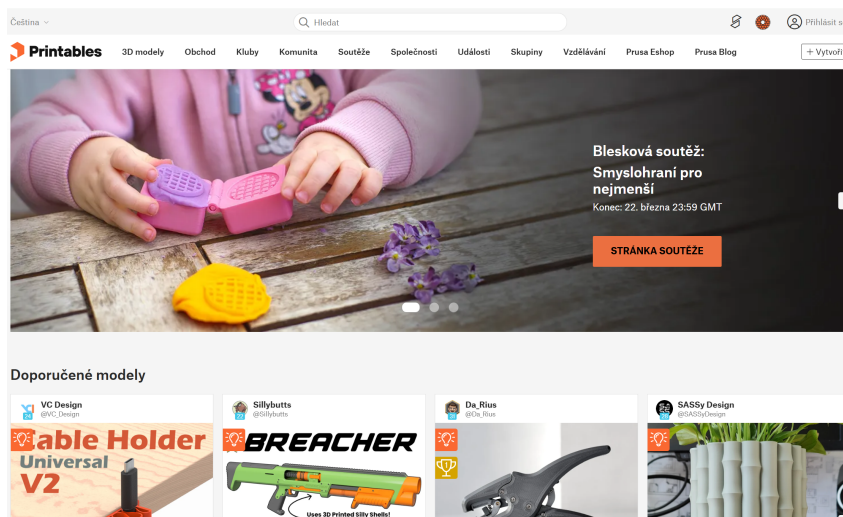 Čeština
Hledat
Přihlásit
Printables
3D modely
Obchod
Kluby
Komunita
Soutěže
Společnosti
Události
Skupiny
Vzdělávání
Prusa Eshop
Prusa Blog
+ Vytvoři
Blesková soutěž:
Smyslohraní pro
nejmenší
Konec: 22. března 23:59 GMT
STRÁNKA SOUTĚŽE
Doporučené modely
VC Design
@VC_Design
Sillybutts
@Sillybutts
Da_Rius
@Da_Rius
SASSy Design
@SASSyDesign
able Holder
Universal
V2
BREACHER
Uses 3D Printed Silly Shells!